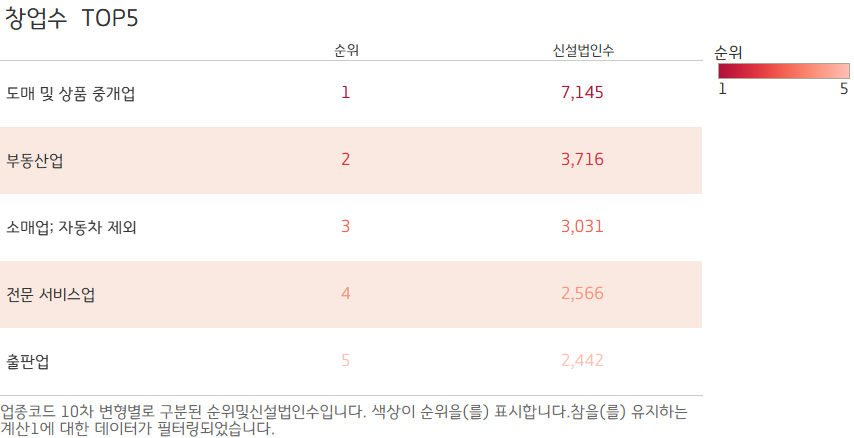 창업수 TOP5
순위 신설법인수
순위
1 5
도매 및 상품 중개업 1 7,145
부동산업 2 3,716
소매업; 자동차 제외 3 3,031
전문 서비스업 4 2,566
출판업 5 2,442
업종코드 10차 변형별로 구분된 순위및신설법인수입니다. 색상이 순위을(를) 표시합니다.참을(를) 유지하는
계산1에 대한 데이터가 필터링되었습니다.